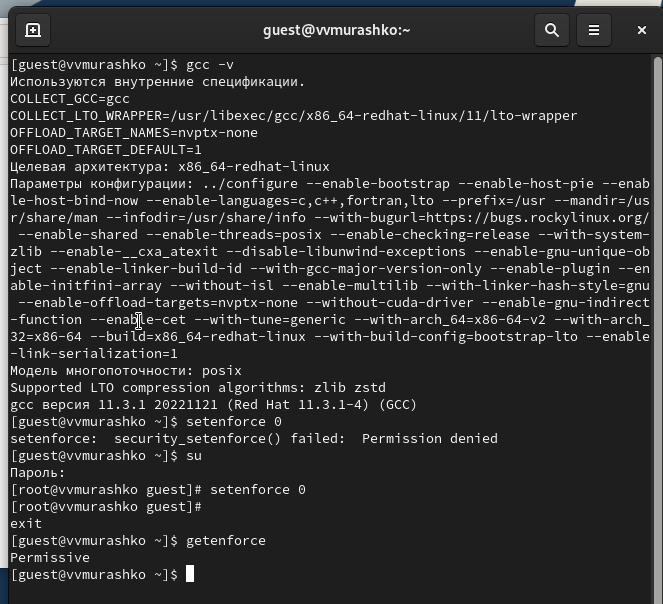 guest@vvmurashko:~
[guest@vvmurashko ~]$ gcc -v
Используются внутренние спецификации.
COLLECT_GCC=gcc
COLLECT_LTO_WRAPPER=/usr/libexec/gcc/x86_64-redhat-linux/11/lto-wrapper
OFFLOAD_TARGET_NAMES=nvptx-none
OFFLOAD_TARGET_DEFAULT=1
Целевая архитектура: x86_64-redhat-linux
Параметры конфигурации: ../configure --enable-bootstrap --enable-host-pie --enab
le-host-bind-now --enable-languages=c,c++,fortran,lto --prefix=/usr --mandir=/us
r/share/man --infodir=/usr/share/info --with-bugurl=https://bugs.rockylinux.org/
 --enable-shared --enable-threads=posix --enable-checking=release --with-system-
zlib --enable-__cxa_atexit --disable-libunwind-exceptions --enable-gnu-unique-ob
ject --enable-linker-build-id --with-gcc-major-version-only --enable-plugin --en
able-initfini-array --without-isl --enable-multilib --with-linker-hash-style=gnu
 --enable-offload-targets=nvptx-none --without-cuda-driver --enable-gnu-indirect
-function --enable-cet --with-tune=generic --with-arch_64=x86-64-v2 --with-arch_
32=x86-64 --build=x86_64-redhat-linux --with-build-config=bootstrap-lto --enable
-link-serialization=1
Модель многопоточности: posix
Supported LTO compression algorithms: zlib zstd
gcc версия 11.3.1 20221121 (Red Hat 11.3.1-4) (GCC)
[guest@vvmurashko ~]$ setenforce 0
setenforce:  security_setenforce() failed:  Permission denied
[guest@vvmurashko ~]$ su
Пароль:
[root@vvmurashko guest]# setenforce 0
[root@vvmurashko guest]#
exit
[guest@vvmurashko ~]$ getenforce
Permissive
[guest@vvmurashko ~]$